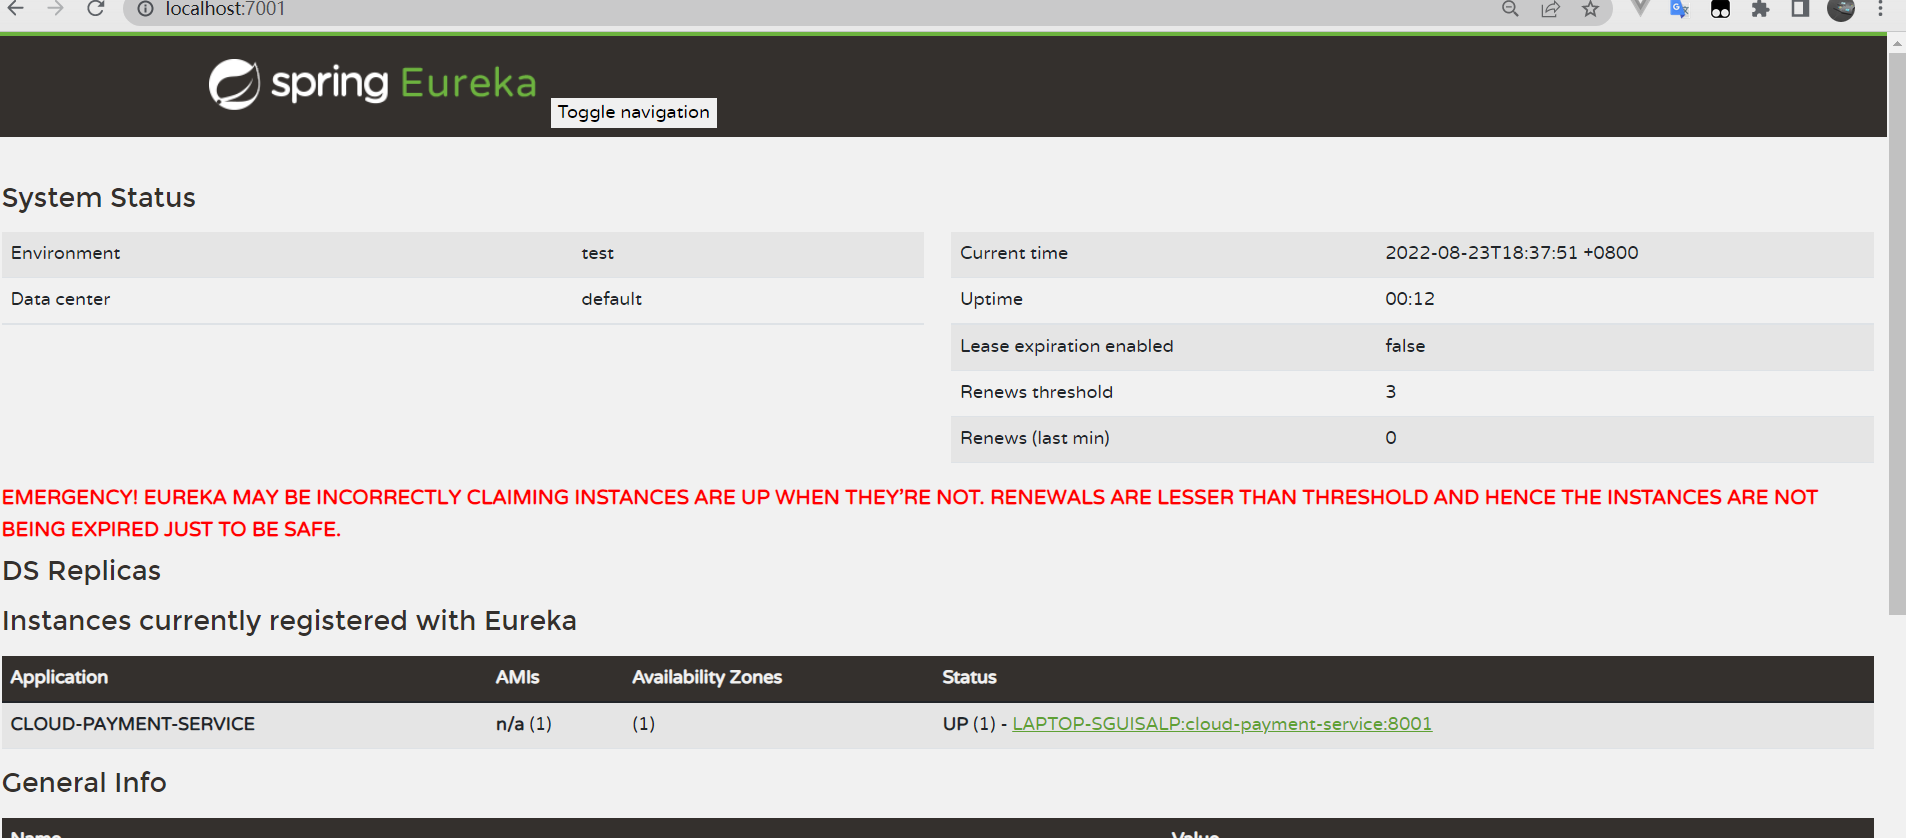 localhost:7001
spring Eureka
Toggle navigation
System Status
Environment test
Data center default
Current time 2022-08-23T18:37:51 +0800
Uptime 00:12
Lease expiration enabled false
Renews threshold 3
Renews (last min) 0
EMERGENCY! EUREKA MAY BE INCORRECTLY CLAIMING INSTANCES ARE UP WHEN THEY'RE NOT. RENEWALS ARE LESSER THAN THRESHOLD AND HENCE THE INSTANCES ARE NOT
BEING EXPIRED JUST TO BE SAFE.
DS Replicas
Instances currently registered with Eureka
Application AMIs Availability Zones Status
CLOUD-PAYMENT-SERVICE n/a (1) (1) UP (1) - LAPTOP-SGUISALP:cloud-payment-service:8001
General Info
Name Value